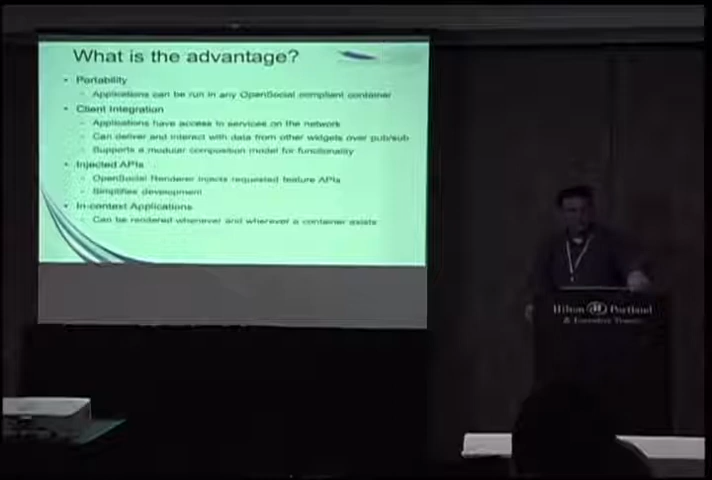 What is the advantage?
• Portability
– Applications can be run in any OpenSocial compliant container
• Client Integration
– Applications have access to services on the network
– Can deliver and interact with data from other widgets over pub/sub
– Supports a modular composition model for functionality
• Injected APIs
– OpenSocial Renderer injects requested feature APIs
– Simplifies development
• In-context Applications
– Can be rendered whenever and wherever a container exists
Hilton Portland
& Executive Tower